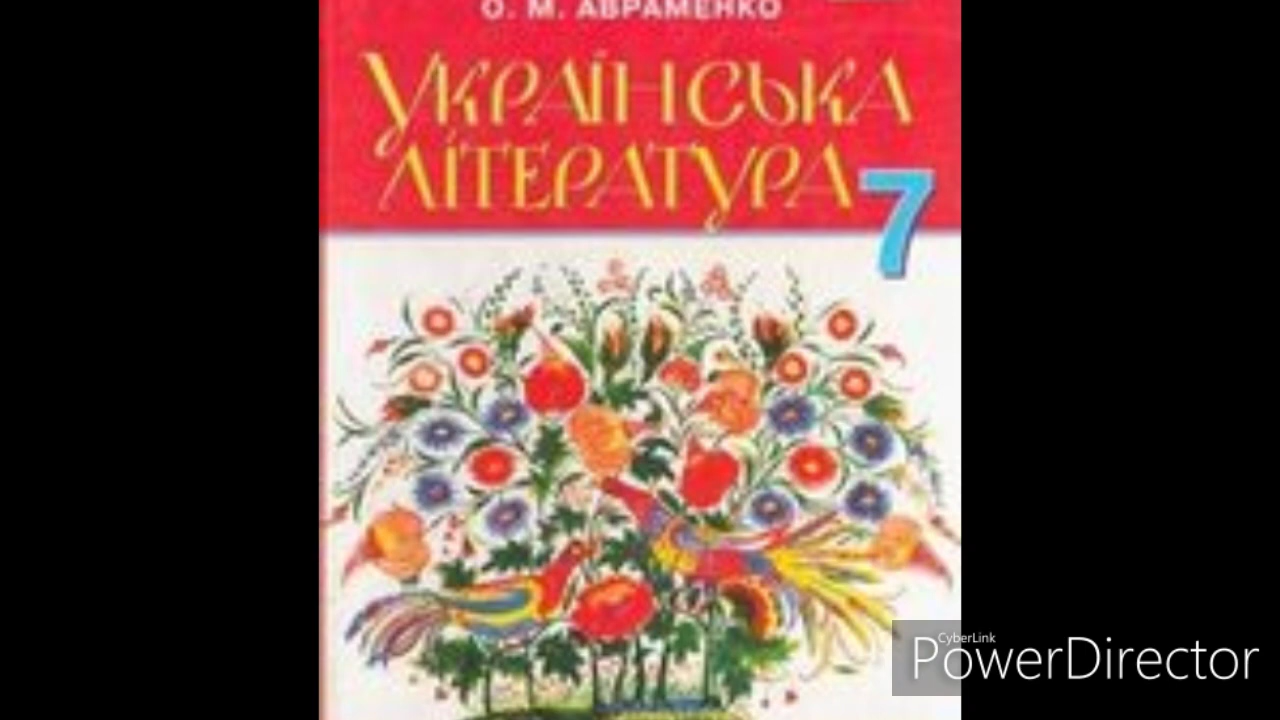 О. М. АВРАМЕНКО
УКРАЇНСЬКА
ЛІТЕРАТУРА
7
CyberLink
PowerDirector